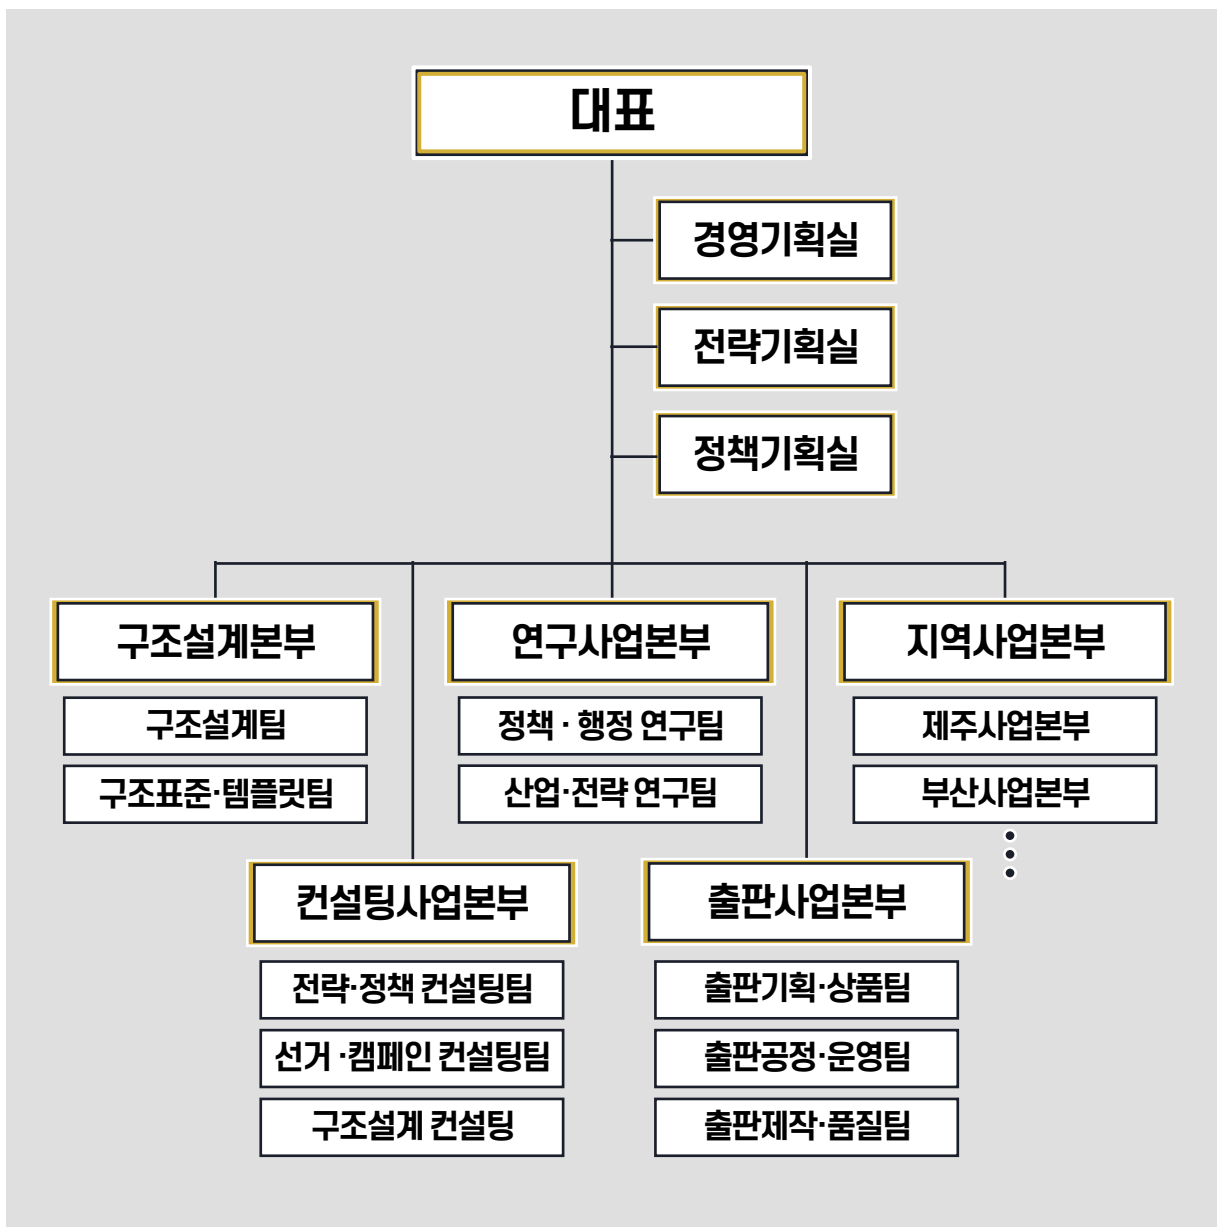 대표
경영기획실
전략기획실
정책기획실
구조설계본부
구조설계팀
구조표준·템플릿팀
연구사업본부
정책 · 행정 연구팀
산업·전략 연구팀
지역사업본부
제주사업본부
부산사업본부
컨설팅사업본부
전략·정책 컨설팅팀
선거 ·캠페인 컨설팅팀
구조설계 컨설팅
출판사업본부
출판기획·상품팀
출판공정·운영팀
출판제작·품질팀